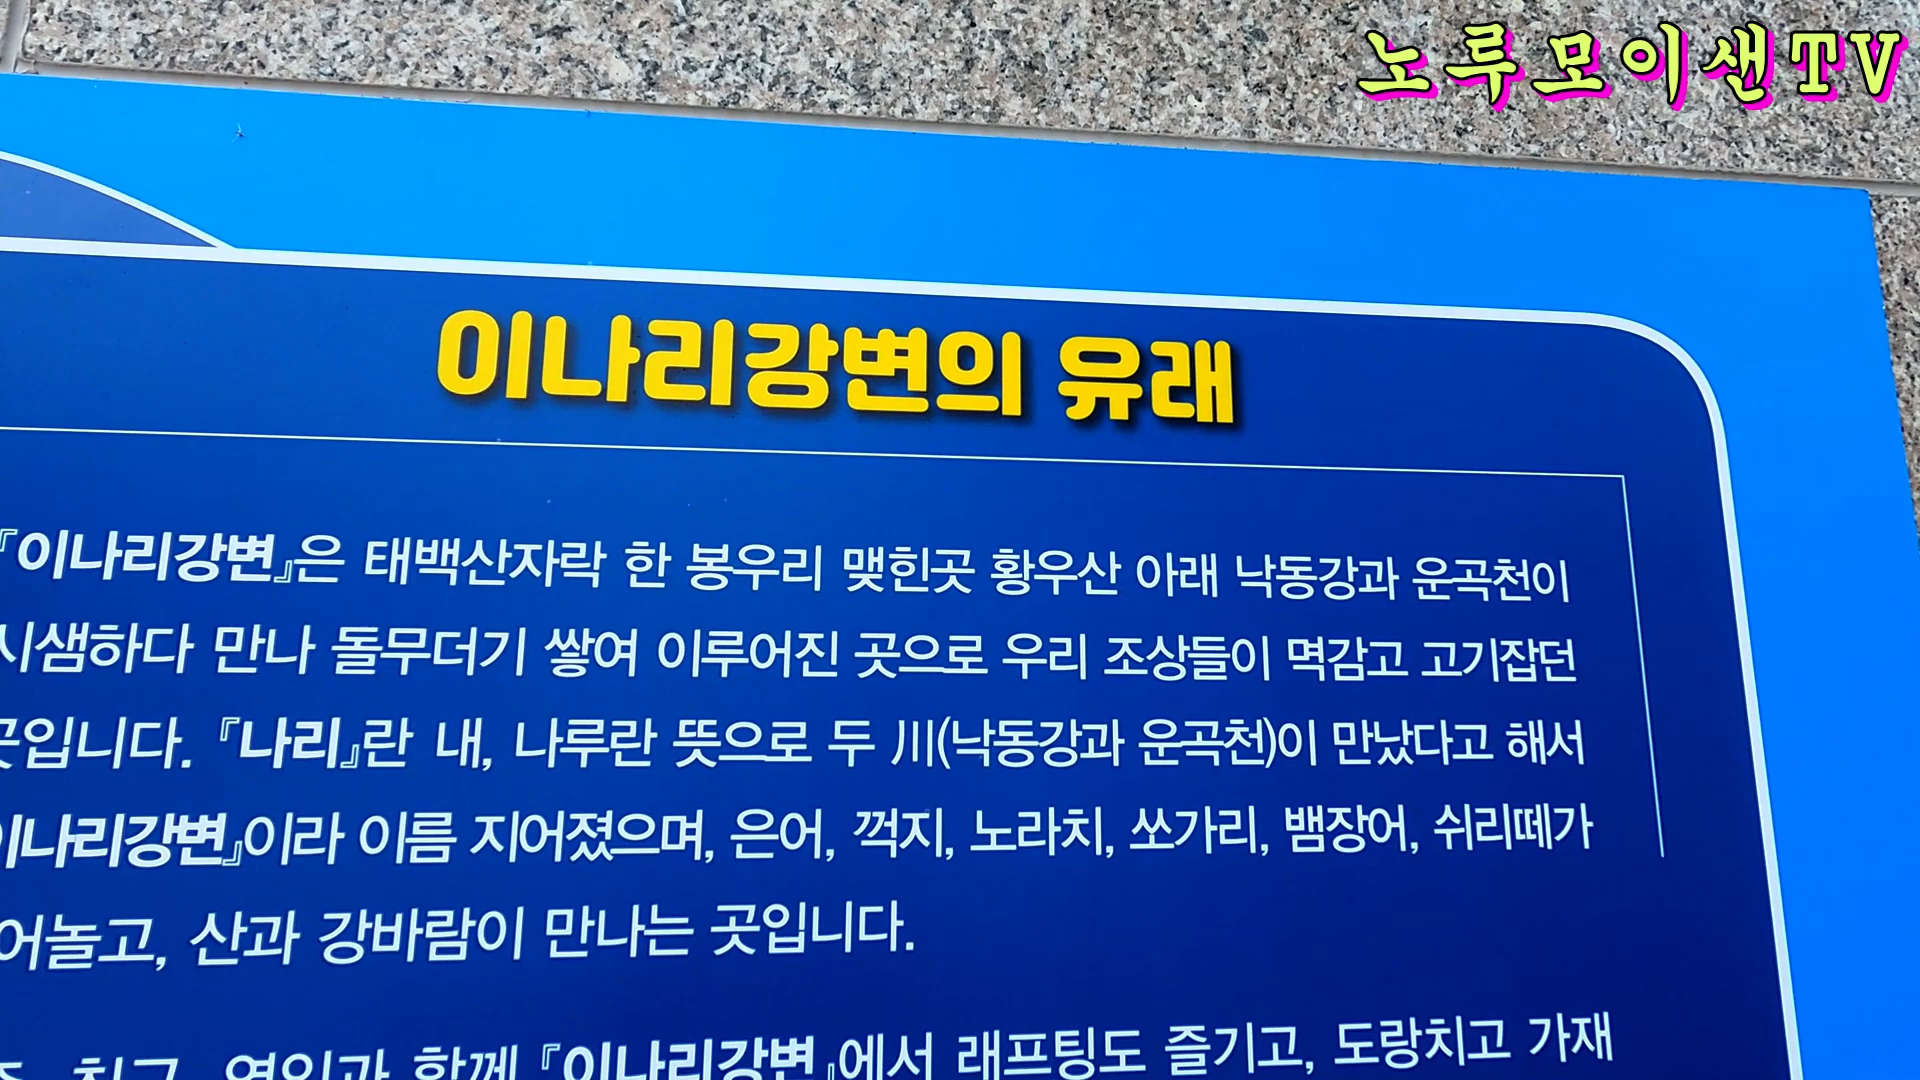 노루모이샌TV
이나리강변의 유래
『이나리강변』은 태백산자락 한 봉우리 맺힌곳 황우산 아래 낙동강과 운곡천이
시샘하다 만나 돌무더기 쌓여 이루어진 곳으로 우리 조상들이 멱감고 고기잡던
곳입니다. 『나리』란 내, 나루란 뜻으로 두 川(낙동강과 운곡천)이 만났다고 해서
이나리강변』이라 이름 지어졌으며, 은어, 꺽지, 노라치, 쏘가리, 뱀장어, 쉬리떼가
어놀고, 산과 강바람이 만나는 곳입니다.
친구, 연인과 함께 『이나리강변』에서 래프팅도 즐기고, 도랑치고 가재